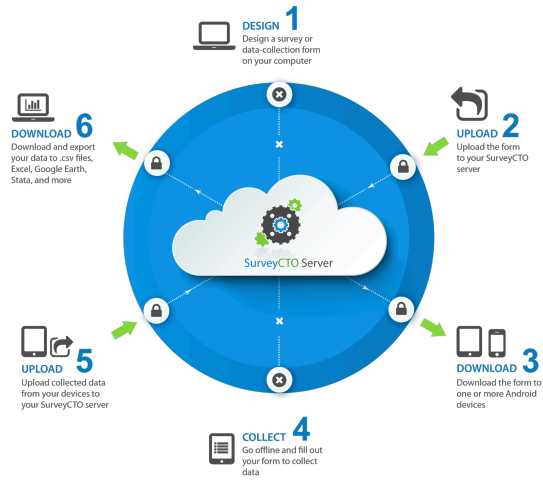 DESIGN 1
Design a survey or
data-collection form
on your computer
UPLOAD 2
Upload the form
to your SurveyCTO
server
DOWNLOAD 3
Download the form to
one or more Android
devices
COLLECT 4
Go offline and fill out
your form to collect
data
UPLOAD 5
Upload collected data
from your devices to
your SurveyCTO server
DOWNLOAD 6
Download and export
your data to .csv files,
Excel, Google Earth,
Stata, and more
SurveyCTO Server